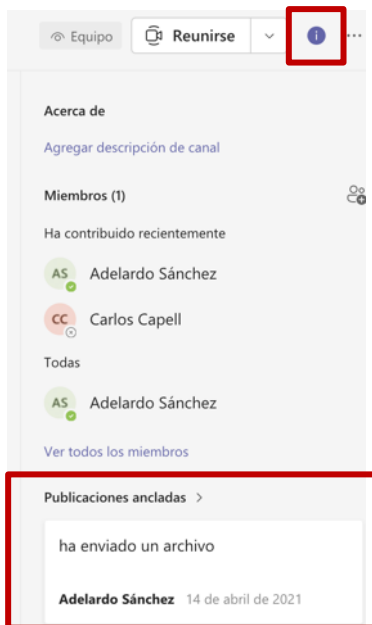 Equipo Reunirse
Acerca de
Agregar descripción de canal
Miembros (1)
Ha contribuido recientemente
AS Adelardo Sánchez
CC Carlos Capell
Todas
AS Adelardo Sánchez
Ver todos los miembros
Publicaciones ancladas >
ha enviado un archivo
Adelardo Sánchez 14 de abril de 2021